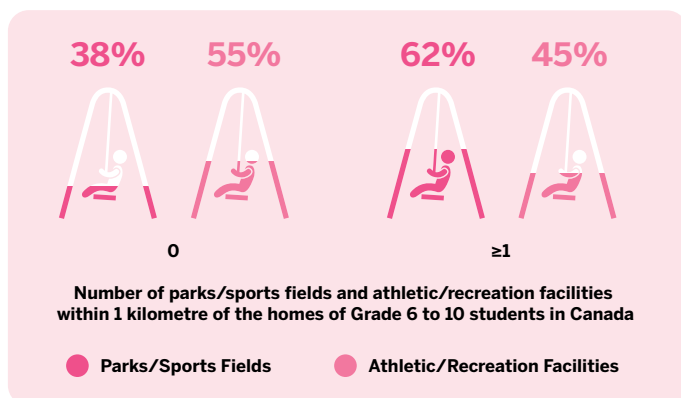 38% 55% 62% 45%
0 ≥1
Number of parks/sports fields and athletic/recreation facilities
within 1 kilometre of the homes of Grade 6 to 10 students in Canada
Parks/Sports Fields Athletic/Recreation Facilities